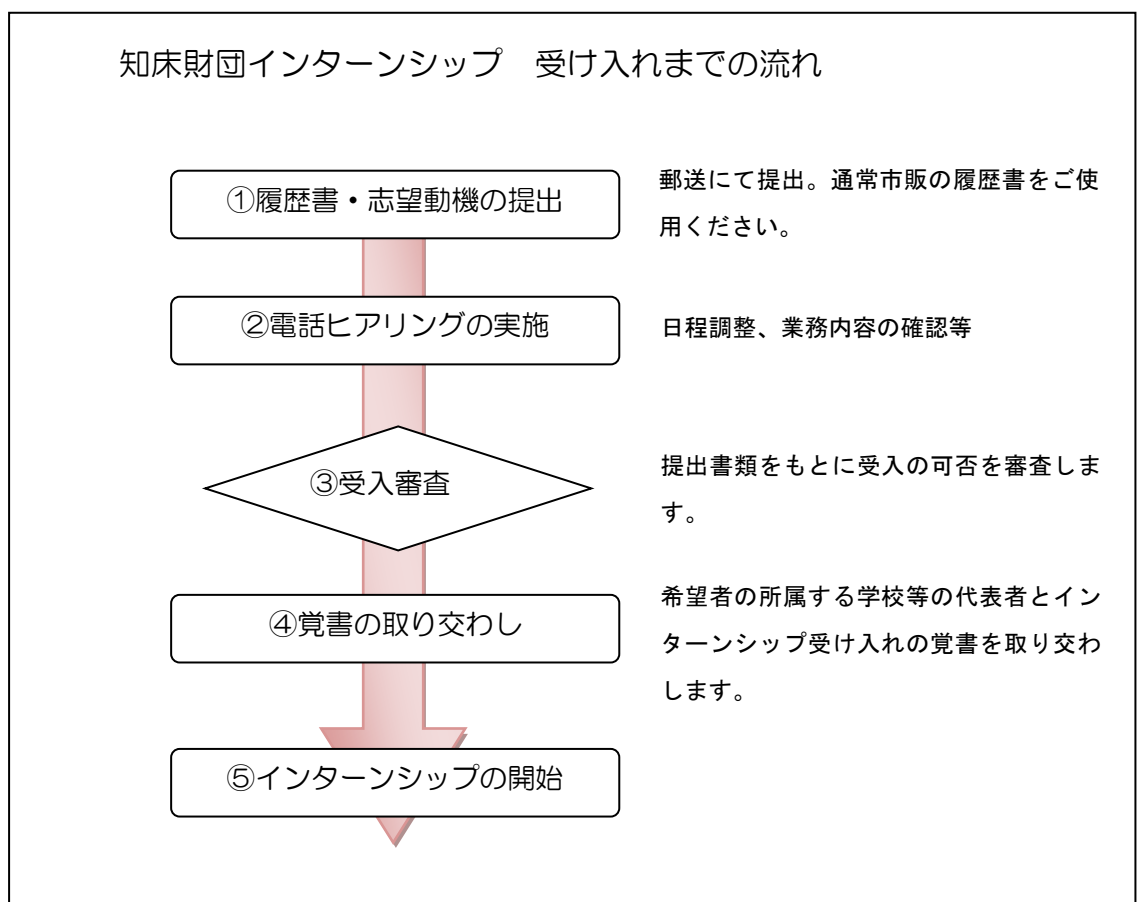 知床財団インターンシップ　受け入れまでの流れ
①履歴書・志望動機の提出
郵送にて提出。通常市販の履歴書をご使
用ください。
②電話ヒアリングの実施
日程調整、業務内容の確認等
③受入審査
提出書類をもとに受入の可否を審査しま
す。
④覚書の取り交わし
希望者の所属する学校等の代表者とイン
ターンシップ受け入れの覚書を取り交わ
します。
⑤インターンシップの開始